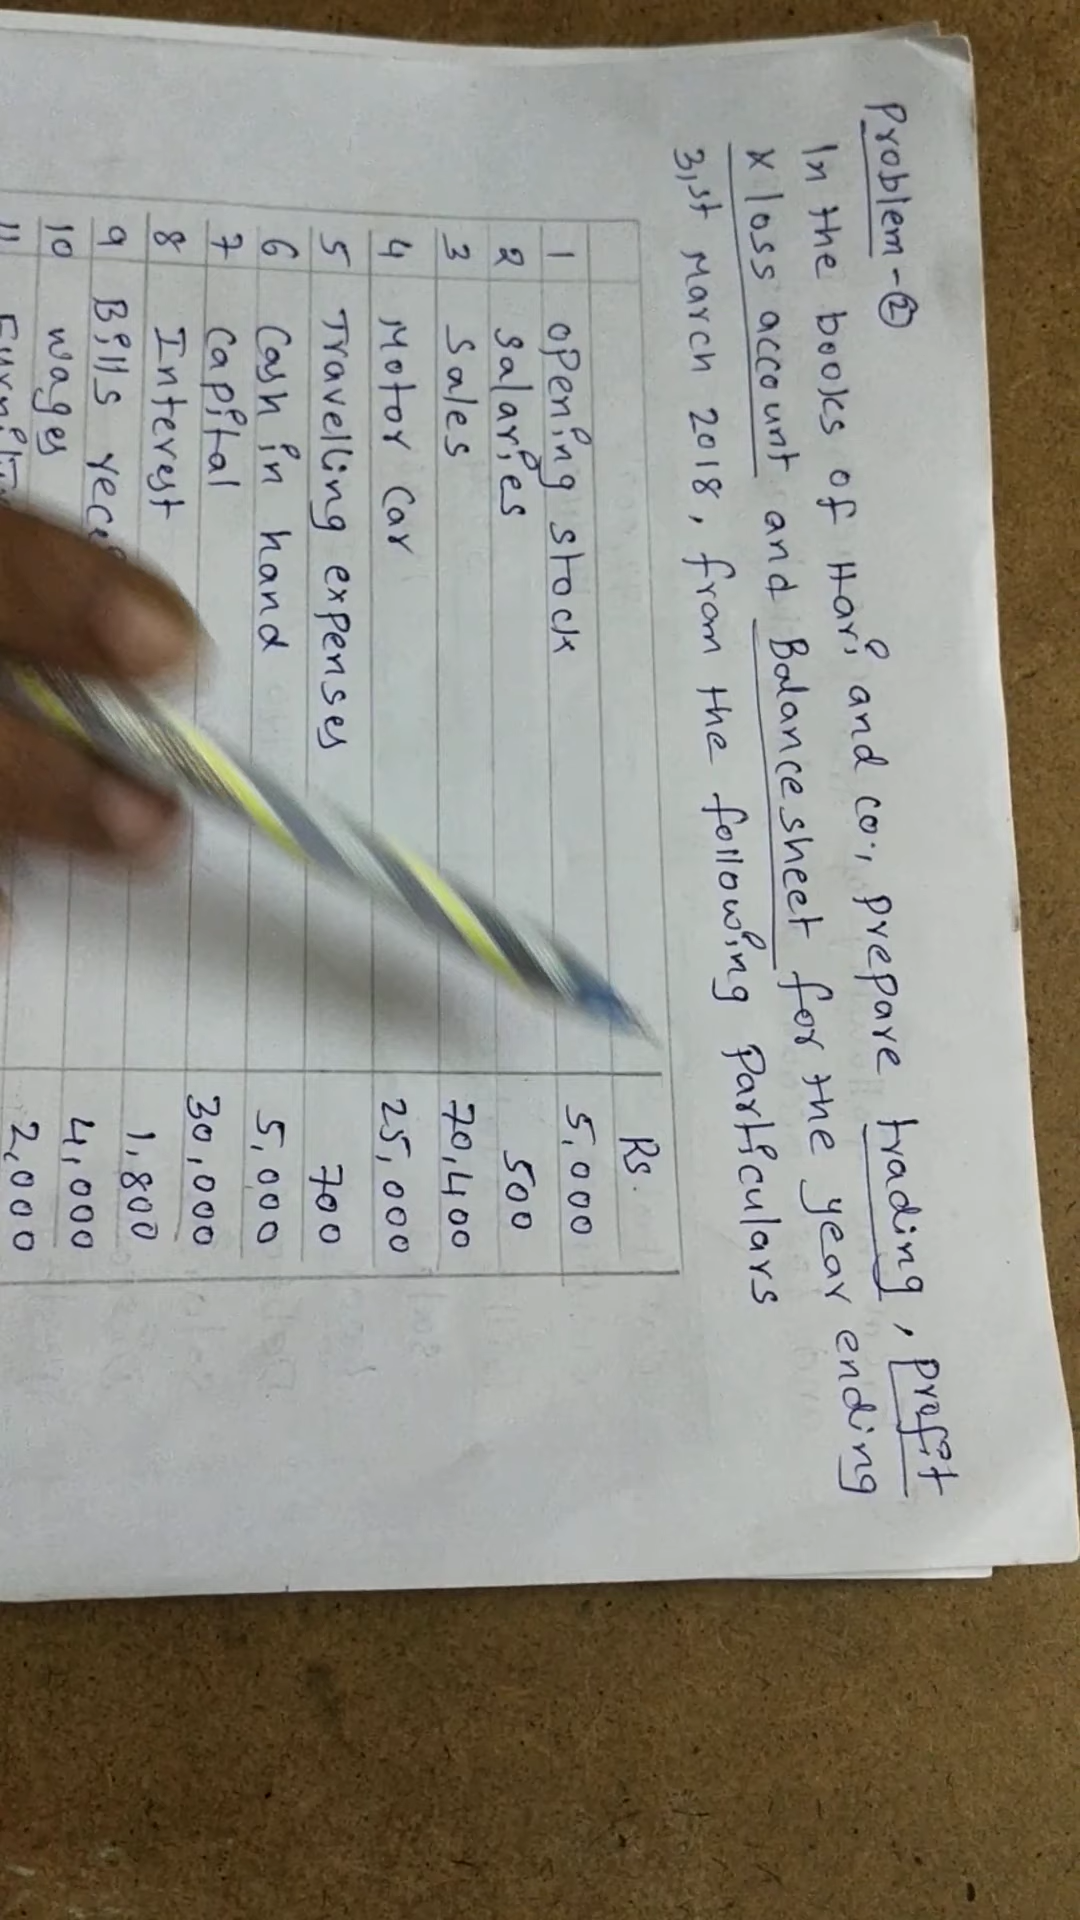 Problem-②
In the books of Hari and co., prepare trading, profit
x loss account and Balance sheet for the year ending
31st March 2018, from the following particulars
Rs.
1 opening stock 5,000
2 salaries 500
3 Sales 70,400
4 Motor Car 25,000
5 Travelling expenses 700
6 Cash in hand 5,000
7 Capital 30,000
8 Interest 1,800
9 Bills 4,000
10 wages 2,000
11